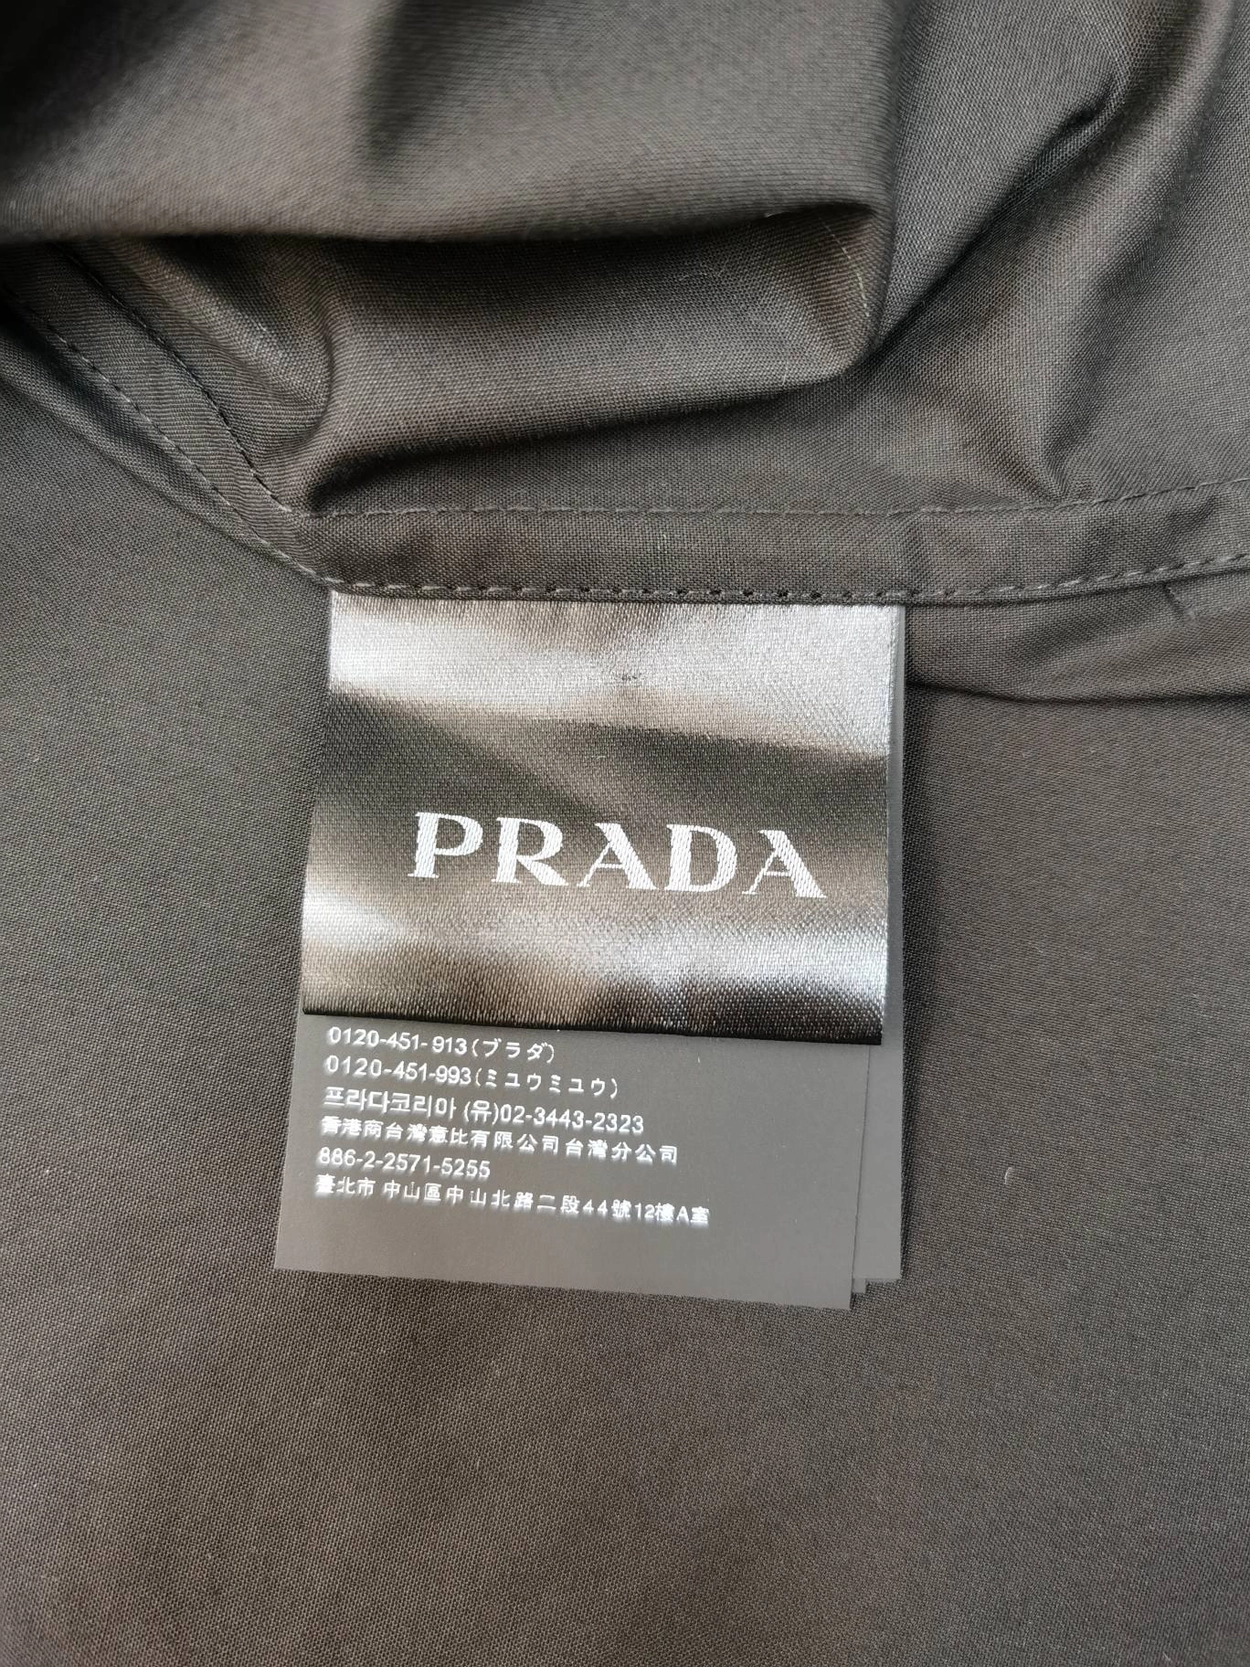 PRADA
0120-451-913(プラダ)
0120-451-993(ミユウミユウ)
프라다코리아 (유)02-3443-2323
香港商台灣意比有限公司台灣分公司
886-2-2571-5255
臺北市 中山區中山北路二段44號12樓A室